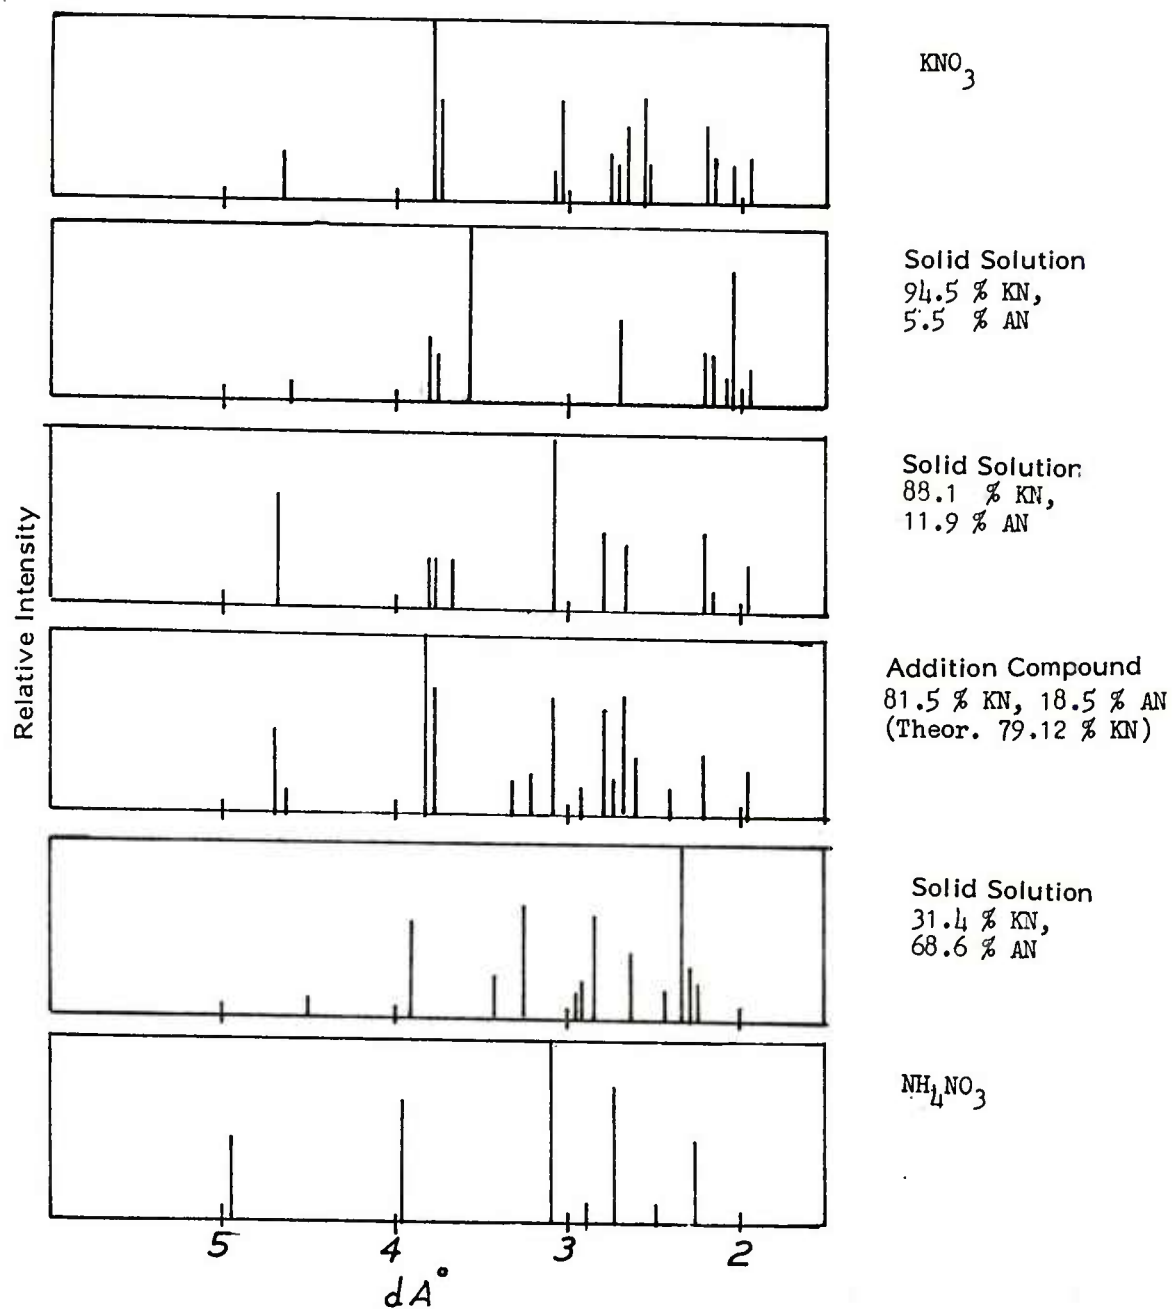 KNO3
Solid Solution
94.5 % KN,
5.5 % AN
Solid Solution
88.1 % KN,
11.9 % AN
Relative Intensity
Addition Compound
81.5 % KN, 18.5 % AN
(Theor. 79.12 % KN)
Solid Solution
31.4 % KN,
68.6 % AN
NH4NO3
5 4 3 2
dA°